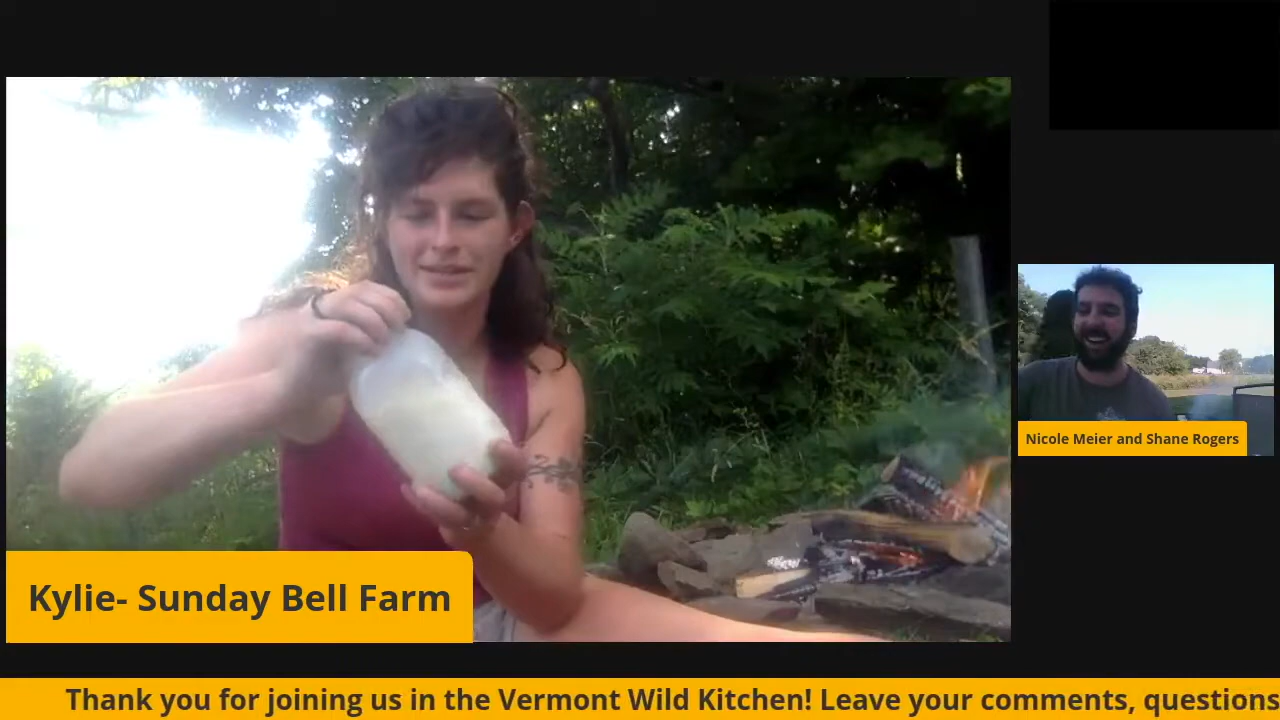 Nicole Meier and Shane Rogers
Kylie- Sunday Bell Farm
Thank you for joining us in the Vermont Wild Kitchen! Leave your comments, questions